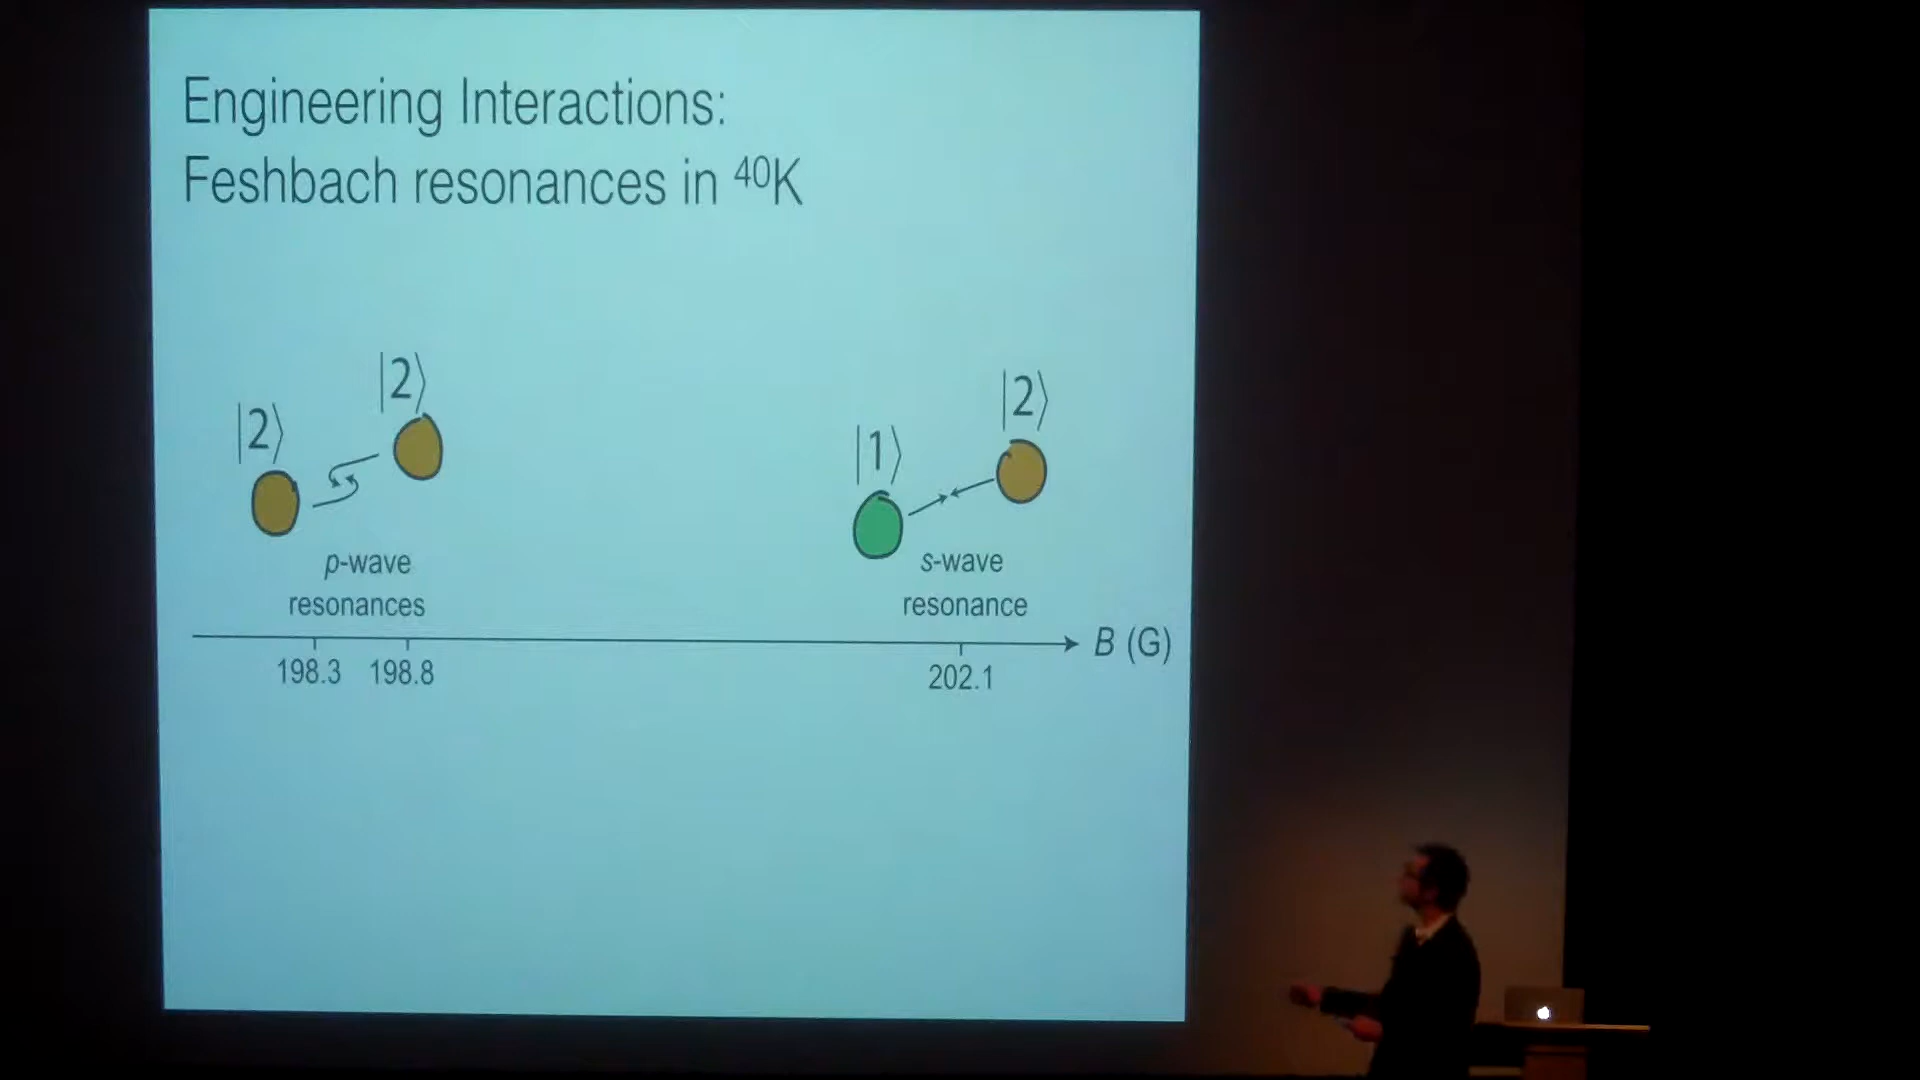 Engineering Interactions:
Feshbach resonances in ⁴⁰K
|2⟩
|2⟩
|1⟩
|2⟩
p-wave
resonances
s-wave
resonance
B (G)
198.3 198.8
202.1